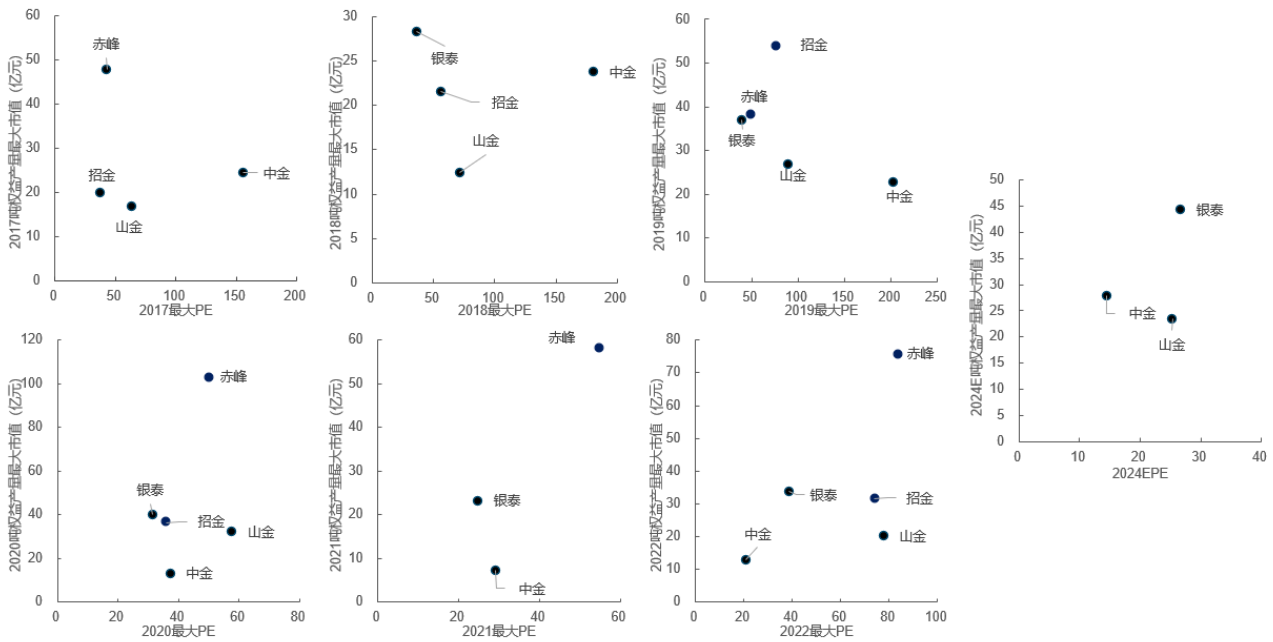 60
50
40
30
20
10
0
赤峰
招金
山金
中金
0
50
100
150
200
2017最大PE
2017吨权益产量最大市值（亿元）
30
25
20
15
10
5
0
银泰
招金
山金
中金
0
50
100
150
200
2018最大PE
2018吨权益产量最大市值（亿元）
60
50
40
30
20
10
0
招金
赤峰
银泰
山金
中金
0
50
100
150
200
250
2019最大PE
2019吨权益产量最大市值（亿元）
120
100
80
60
40
20
0
赤峰
银泰
招金
山金
中金
0
20
40
60
80
2020最大PE
2020吨权益产量最大市值（亿元）
60
50
40
30
20
10
0
赤峰
银泰
中金
0
20
40
60
2021最大PE
2021吨权益产量最大市值（亿元）
80
70
60
50
40
30
20
10
0
赤峰
银泰
招金
山金
中金
0
20
40
60
80
100
2022最大PE
2022吨权益产量最大市值（亿元）
50
45
40
35
30
25
20
15
10
5
0
银泰
中金
山金
0
10
20
30
40
2024EPE
2024E吨权益产量最大市值（亿元）